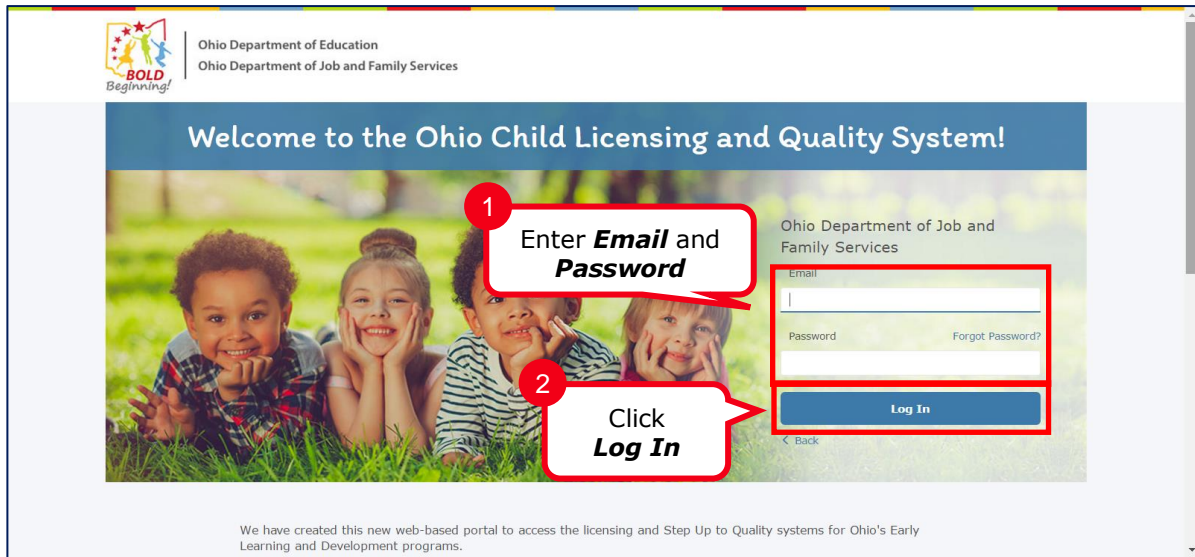 BOLD
Beginning!
Ohio Department of Education
Ohio Department of Job and Family Services
Welcome to the Ohio Child Licensing and Quality System!
1
Enter Email and
Password
Ohio Department of Job and
Family Services
Email
Password Forgot Password?
2
Click
Log In
Log In
< Back
We have created this new web-based portal to access the licensing and Step Up to Quality systems for Ohio's Early
Learning and Development programs.